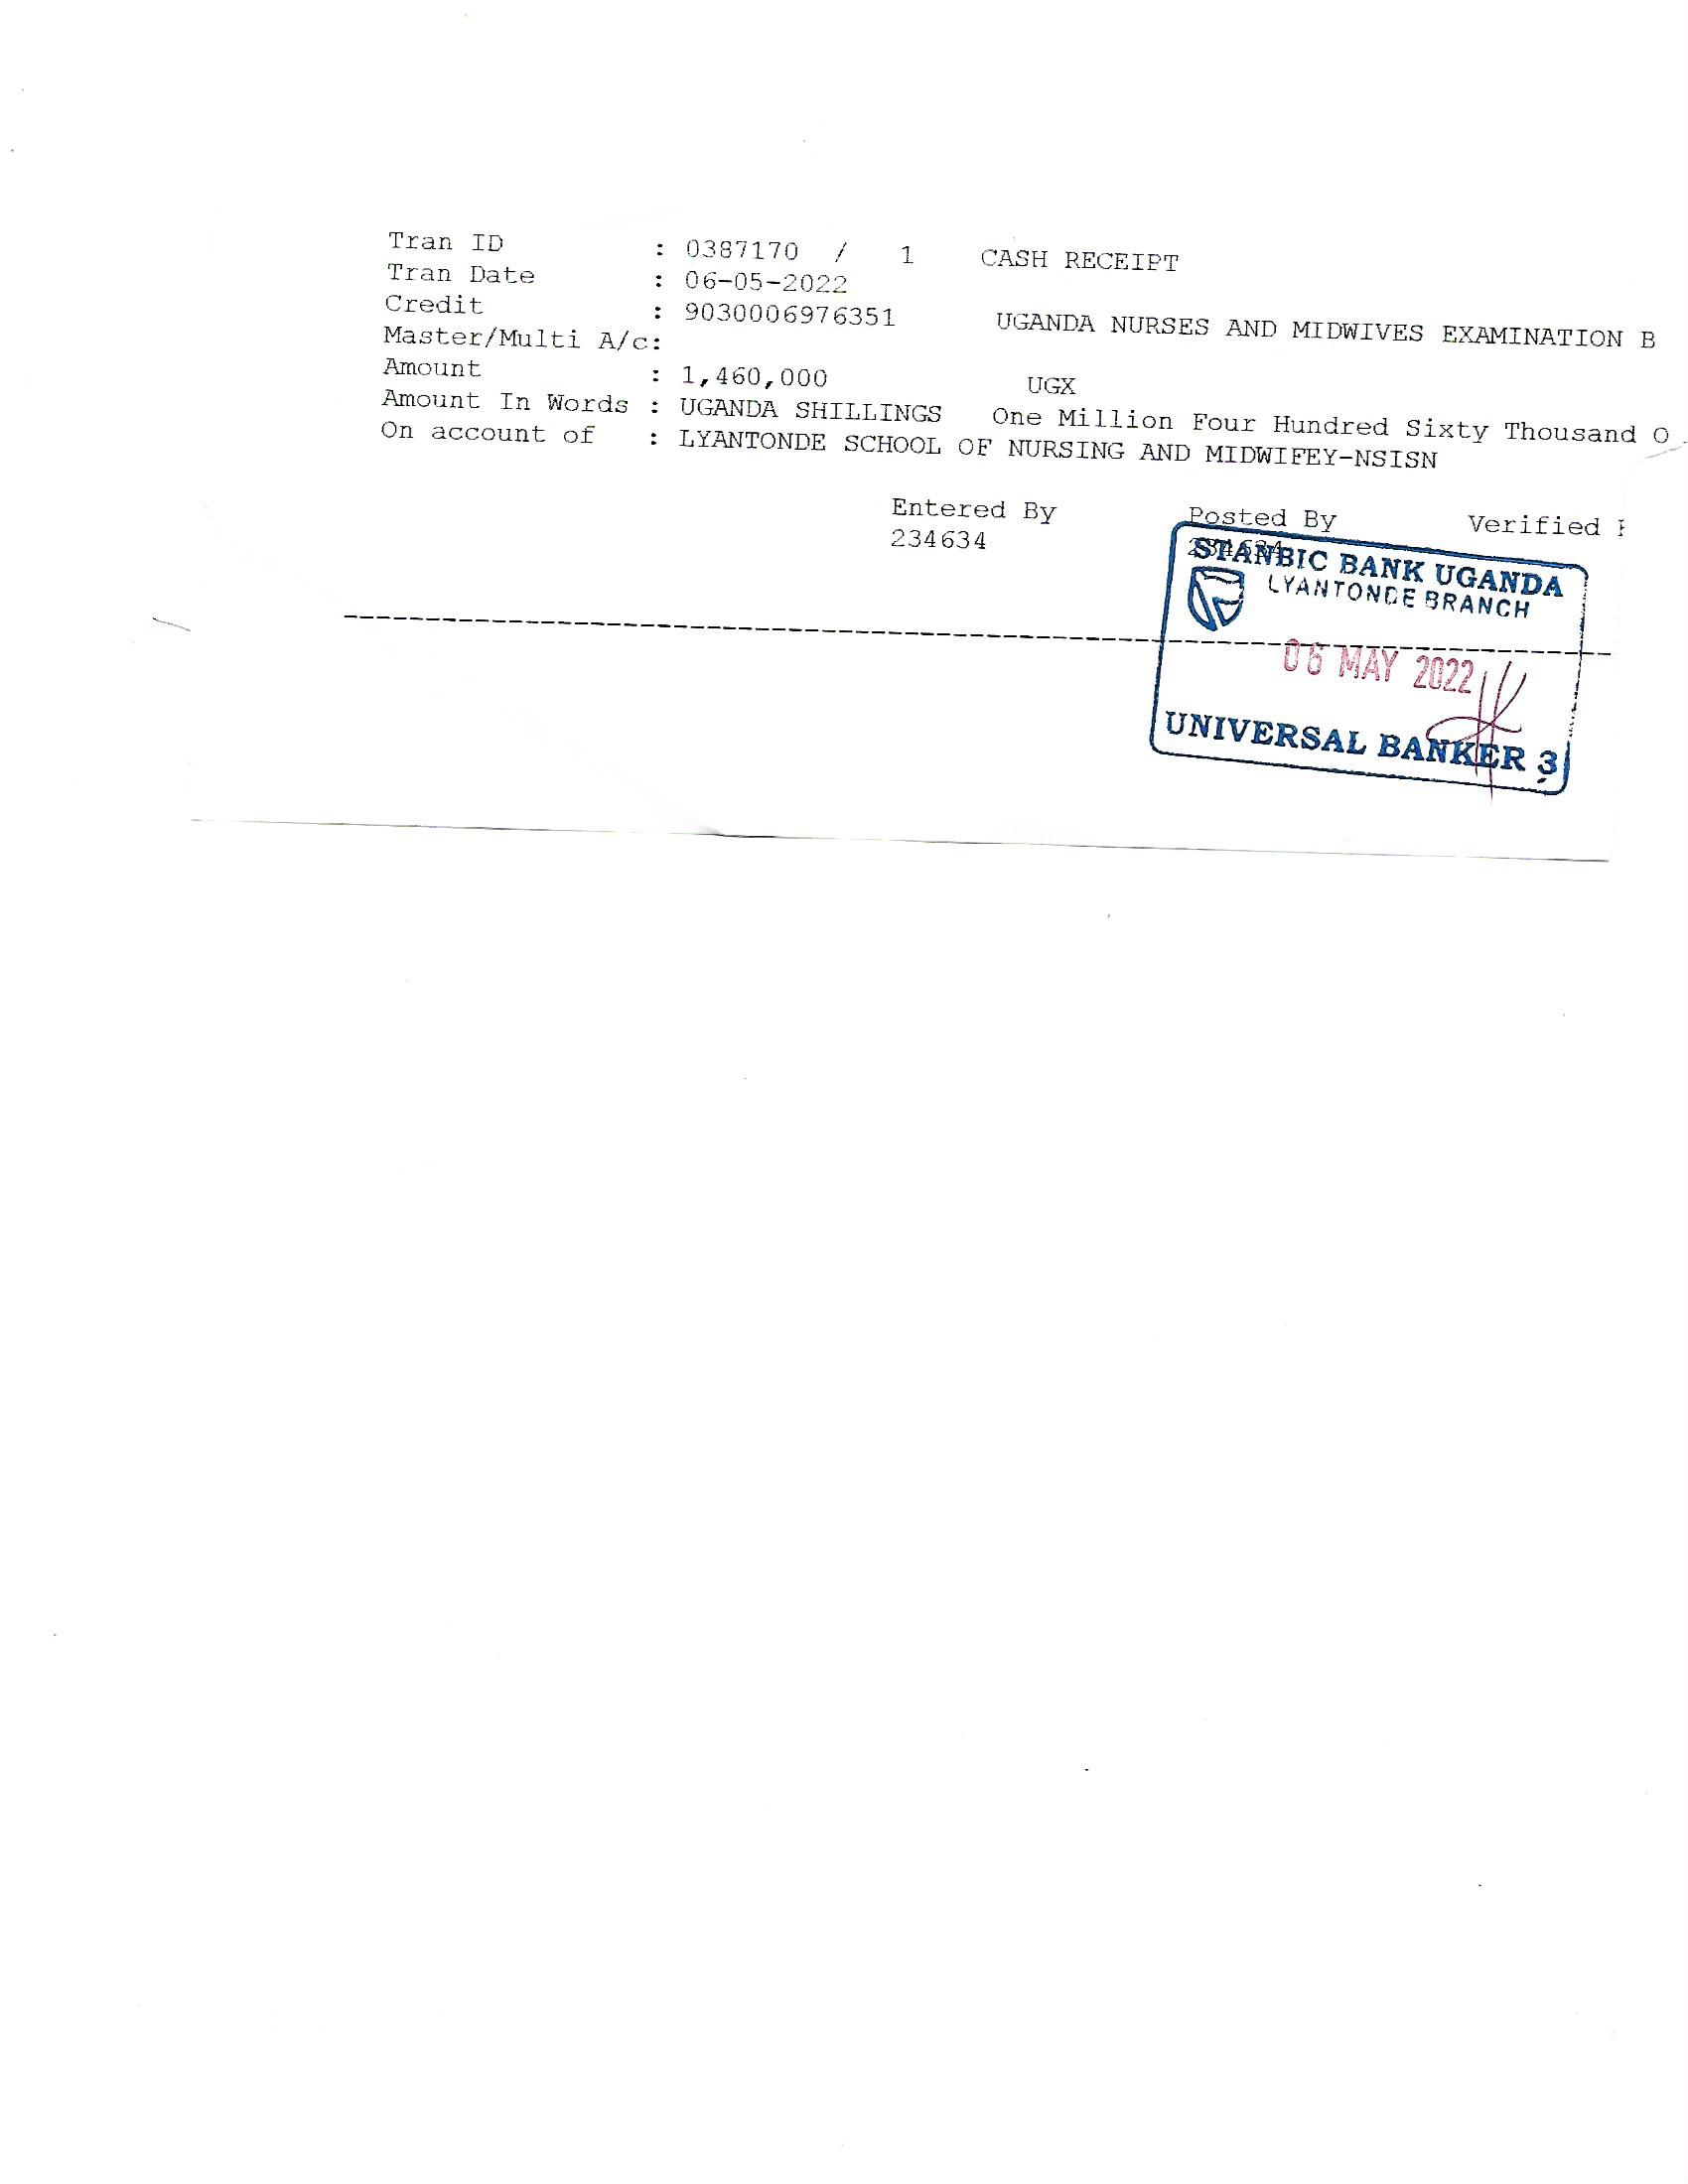 Tran ID : 0387170 / 1 CASH RECEIPT
Tran Date : 06-05-2022
Credit : 9030006976351 UGANDA NURSES AND MIDWIVES EXAMINATION B
Master/Multi A/c:
Amount : 1,460,000 UGX
Amount In Words : UGANDA SHILLINGS One Million Four Hundred Sixty Thousand O
On account of : LYANTONDE SCHOOL OF NURSING AND MIDWIFEY-NSISN
Entered By Posted By Verified
234634 234634
STANBIC BANK UGANDA
LYANTONDE BRANCH
06 MAY 2022
UNIVERSAL BANKER 3